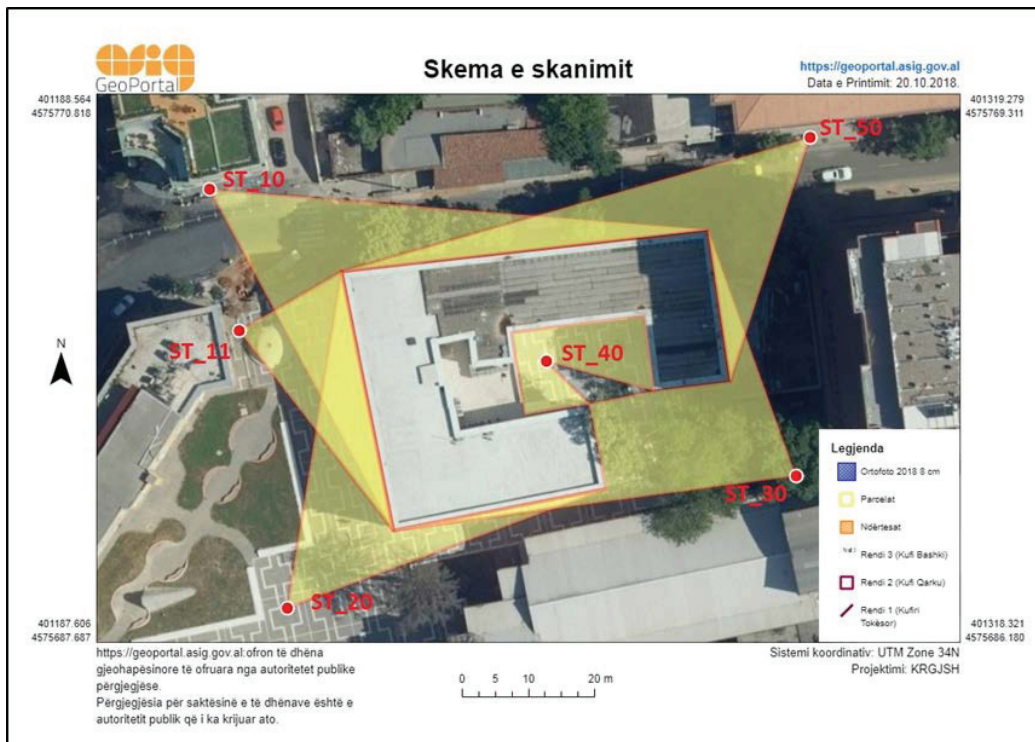 asig
GeoPortal
Skema e skanimit
https://geoportal.asig.gov.al
Data e Printimit: 20.10.2018.
401188.564
4575770.818
401319.279
4575769.311
ST_50
ST_10
ST_11
ST_40
N
ST_30
ST_20
Legjenda
Ortofoto 2018 8 cm
Parcelat
Ndërtesat
Rendi 3 (Kufi Bashki)
Rendi 2 (Kufi Qarku)
Rendi 1 (Kufiri
Tokësor)
401187.606
4575687.687
401318.321
4575686.180
https://geoportal.asig.gov.al:ofron të dhëna
gjeohapësinore të ofruara nga autoritetet publike
përgjegjëse.
Përgjegjësia për saktësinë e të dhënave është e
autoritetit publik që i ka krijuar ato.
0 5 10 20 m
Sistemi koordinativ: UTM Zone 34N
Projektimi: KRGJSH